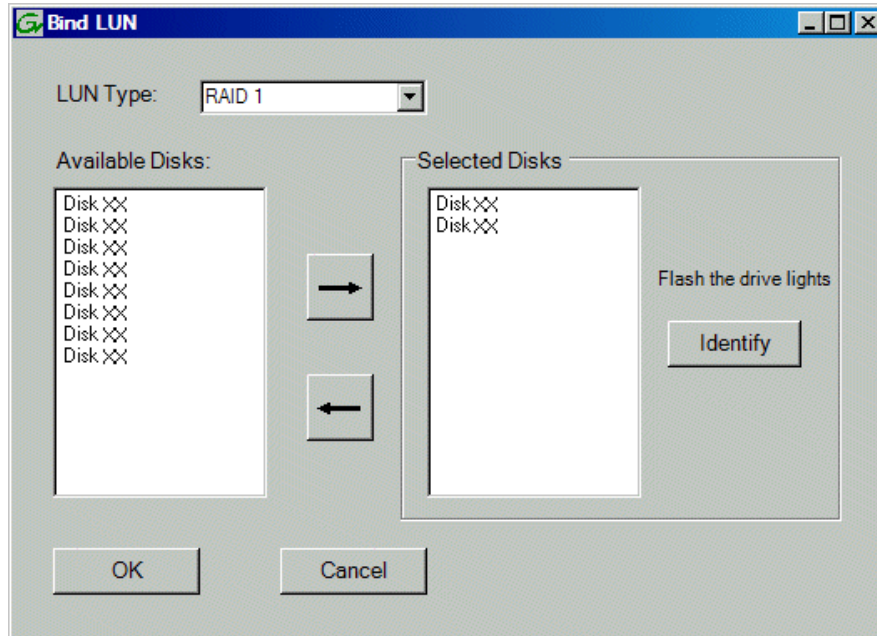 Bind LUN
LUN Type: RAID 1
Available Disks:
Disk XX
Disk XX
Disk XX
Disk XX
Disk XX
Disk XX
Disk XX
Disk XX
Selected Disks
Disk XX
Disk XX
Flash the drive lights
Identify
OK Cancel